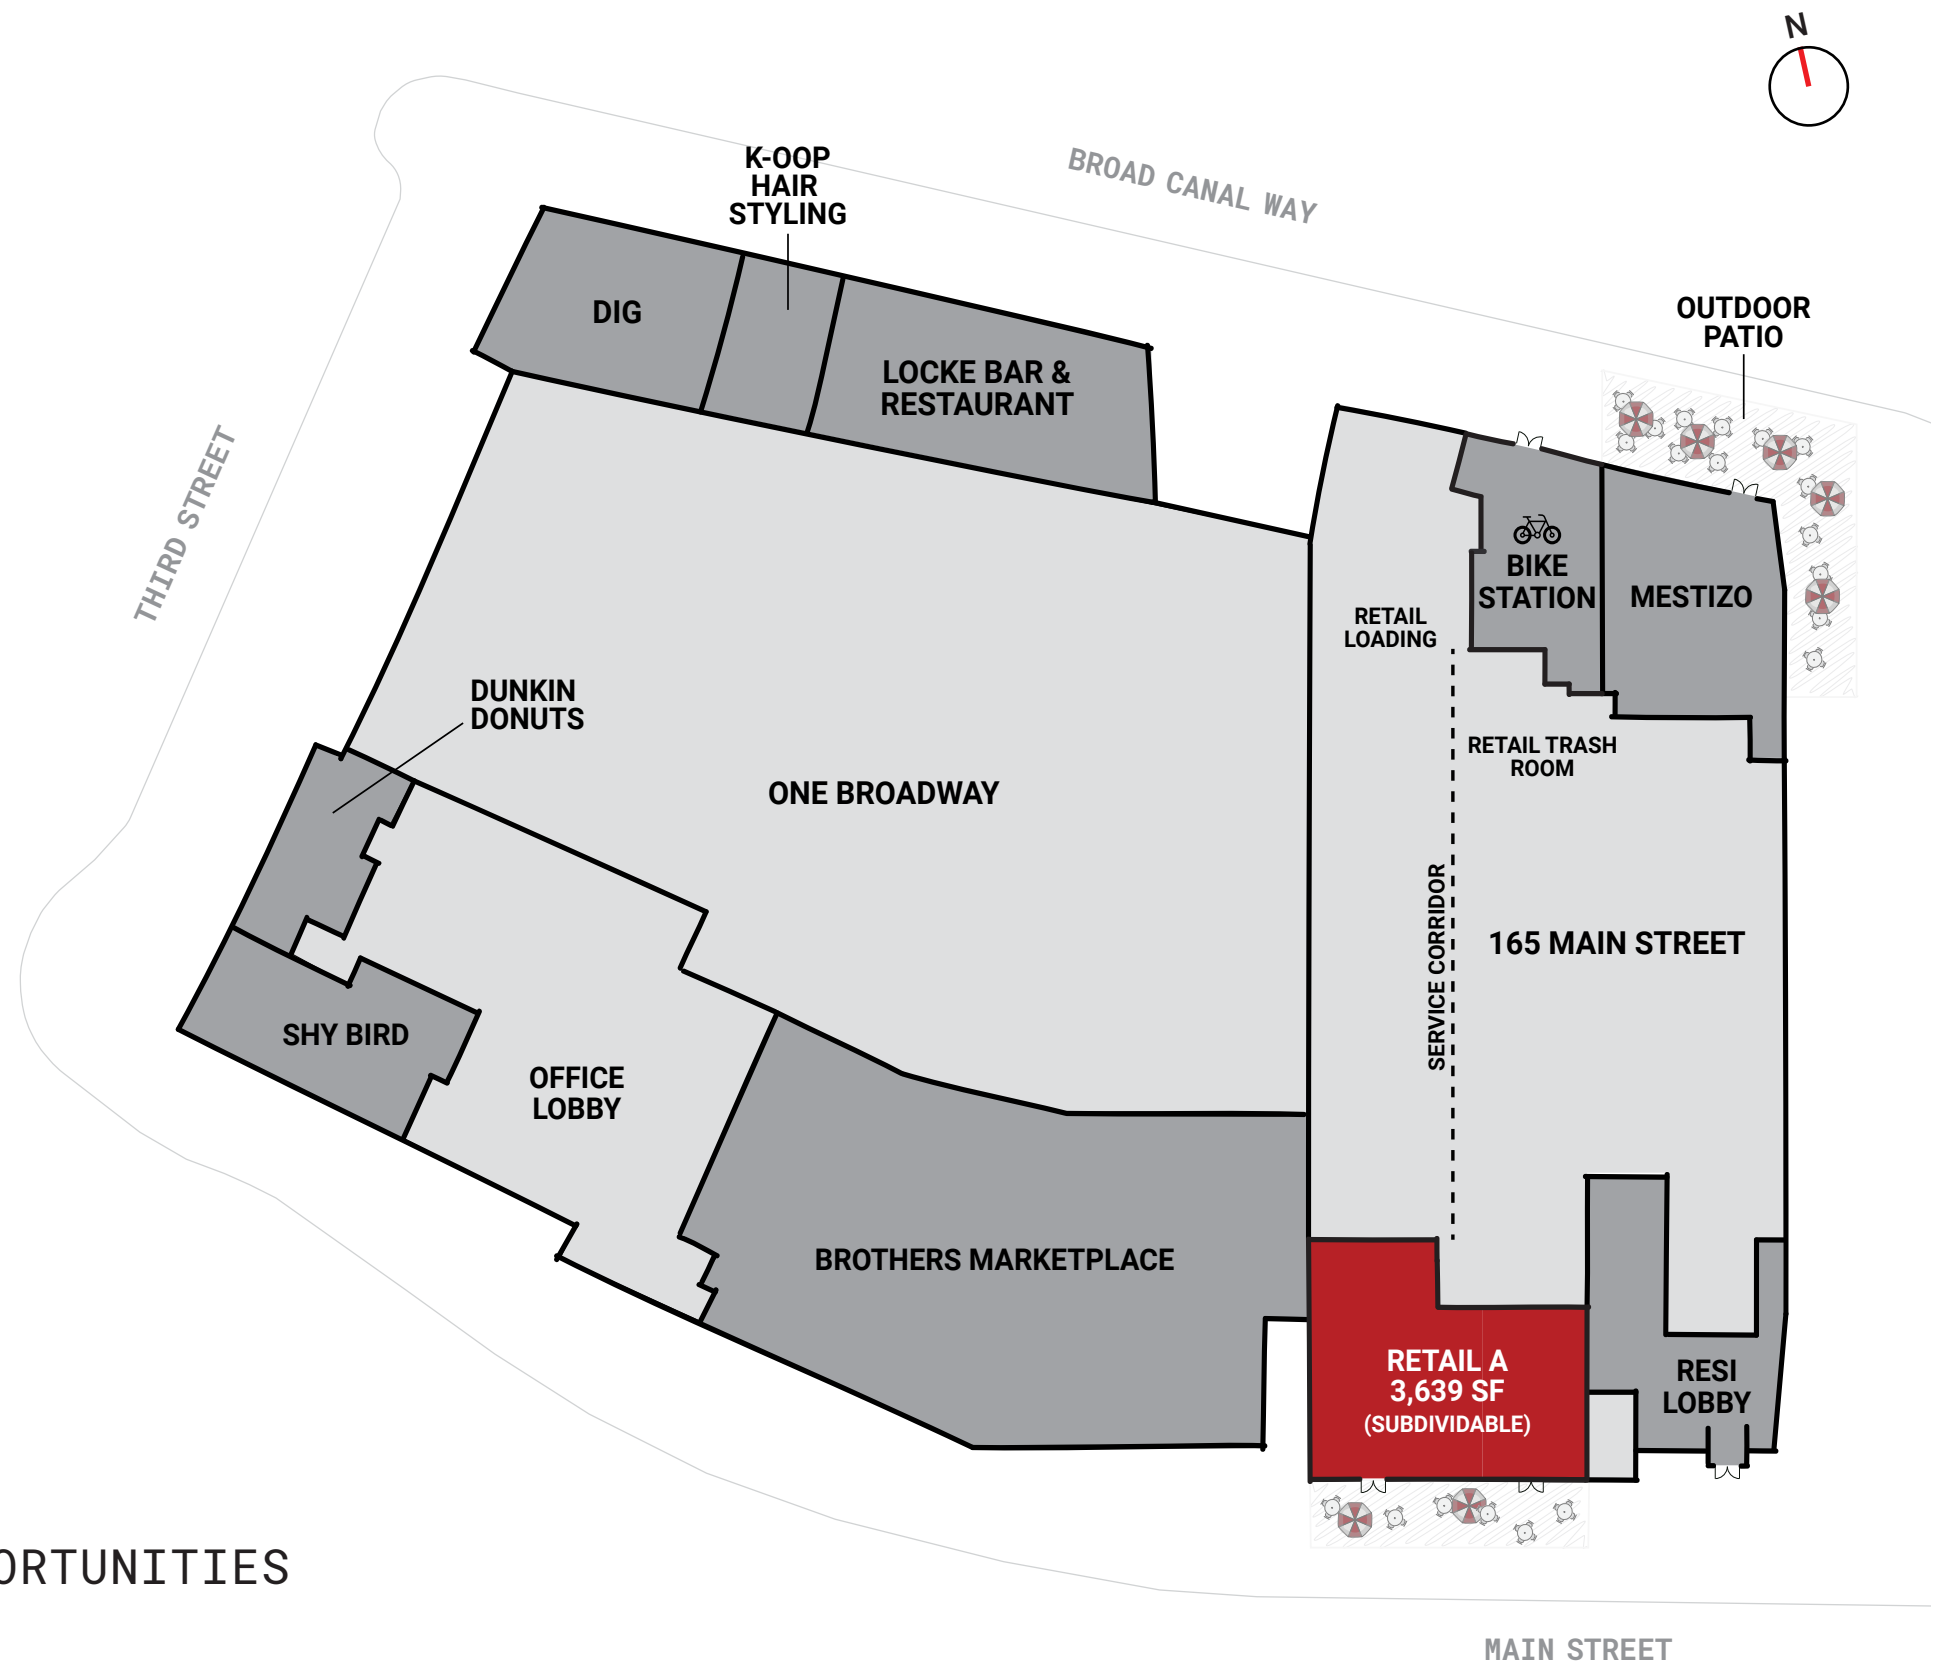 N
BROAD CANAL WAY
K-OOP
HAIR
STYLING
OUTDOOR
PATIO
DIG
LOCKE BAR &
RESTAURANT
THIRD STREET
BIKE
STATION
MESTIZO
RETAIL
LOADING
DUNKIN
DONUTS
RETAIL TRASH
ROOM
ONE BROADWAY
SERVICE CORRIDOR
165 MAIN STREET
SHY BIRD
OFFICE
LOBBY
BROTHERS MARKETPLACE
RETAIL A
3,639 SF
(SUBDIVIDABLE)
RESI
LOBBY
ORTUNITIES
MAIN STREET